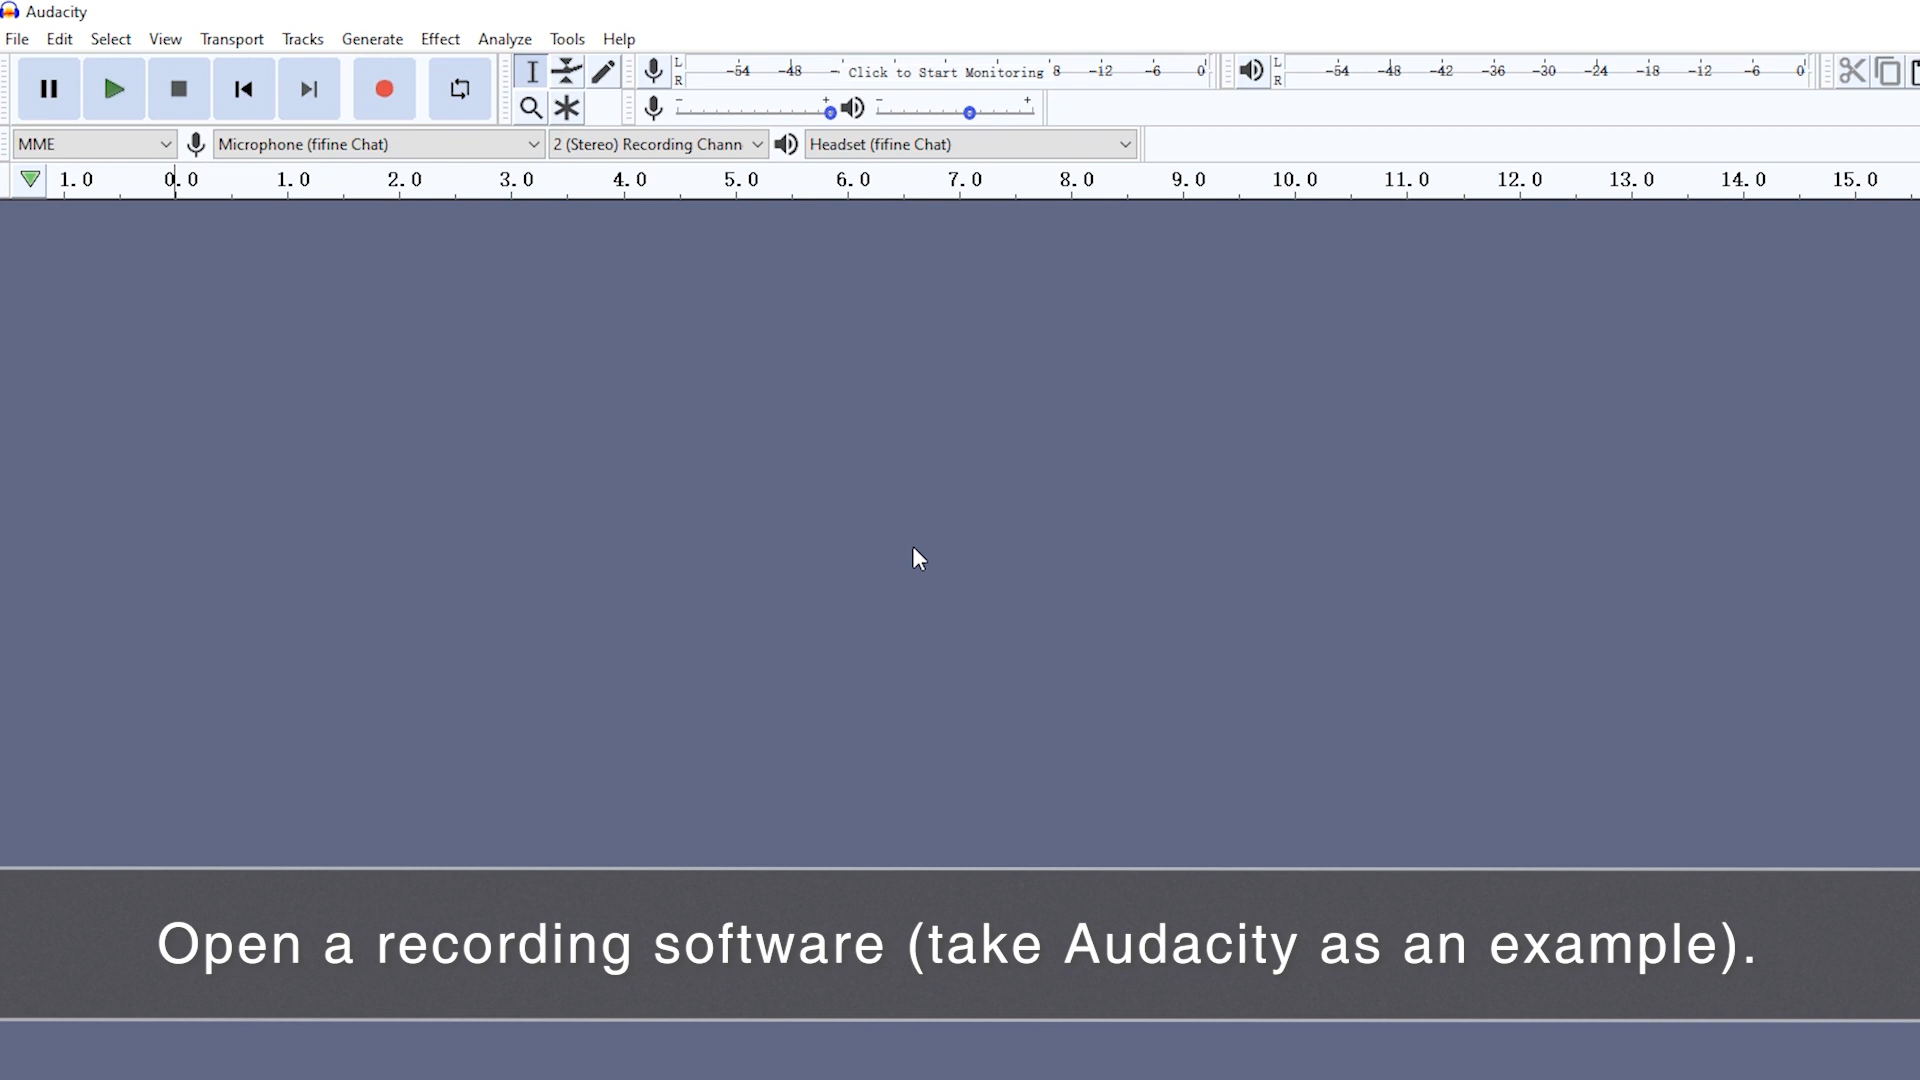 Audacity
File Edit Select View Transport Tracks Generate Effect Analyze Tools Help
L -54 -48 - Click to Start Monitoring 8 -12 -6 0 L -54 -48 -42 -36 -30 -24 -18 -12 -6 0
R R
- + - +
MME Microphone (fifine Chat) 2 (Stereo) Recording Chann Headset (fifine Chat)
1.0 0.0 1.0 2.0 3.0 4.0 5.0 6.0 7.0 8.0 9.0 10.0 11.0 12.0 13.0 14.0 15.0
Open a recording software (take Audacity as an example).